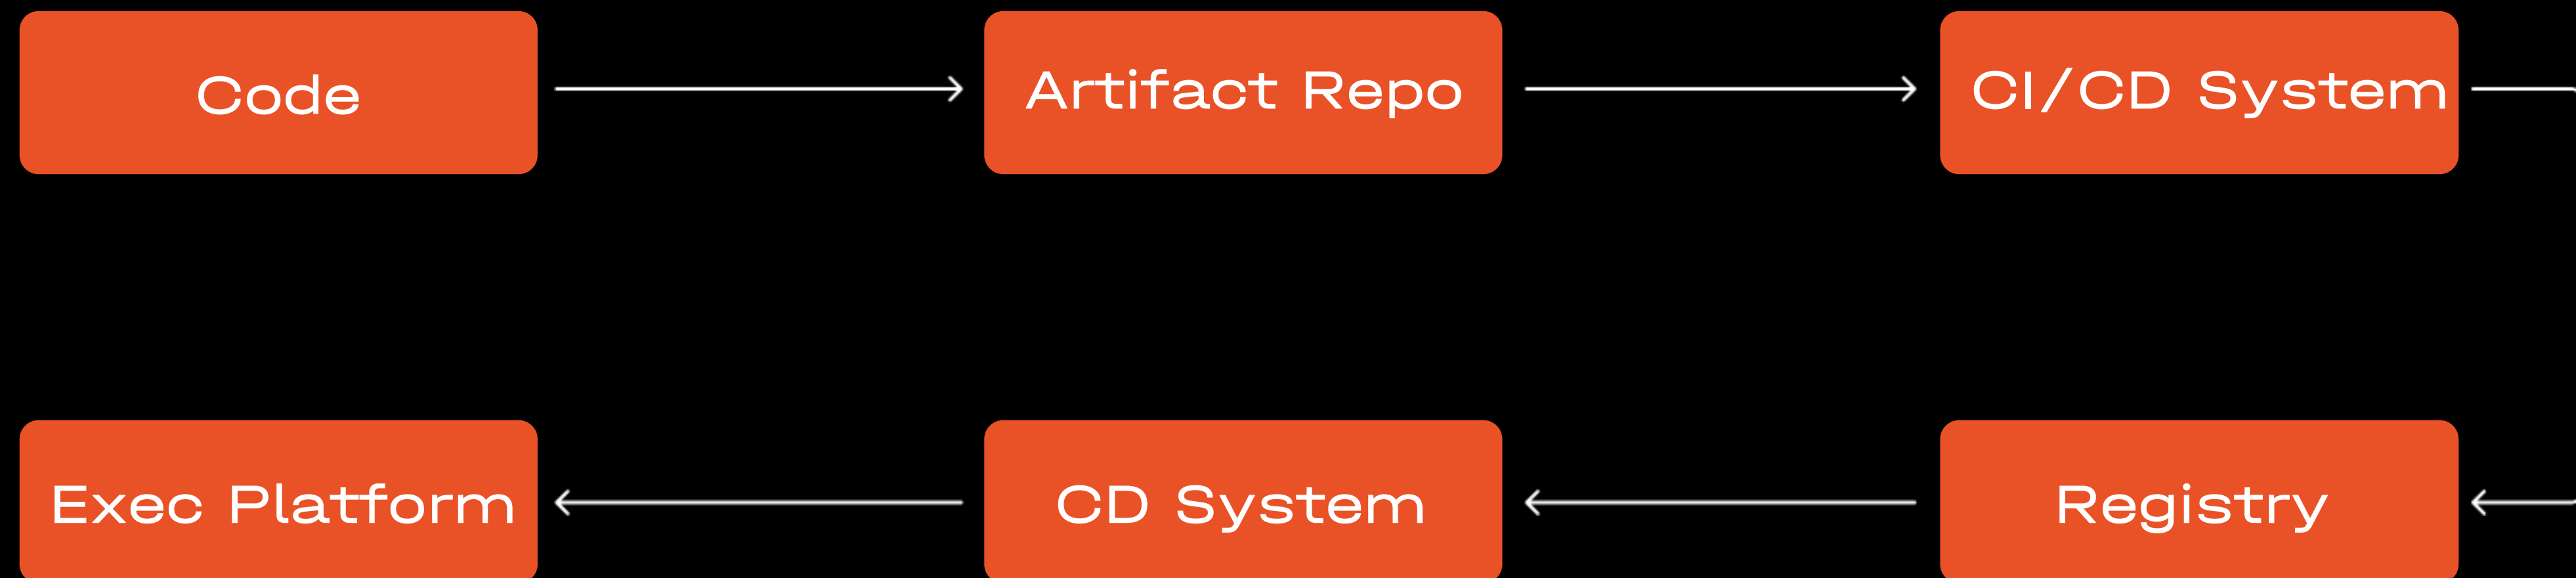 Code
Artifact Repo
CI/CD System
Exec Platform
CD System
Registry